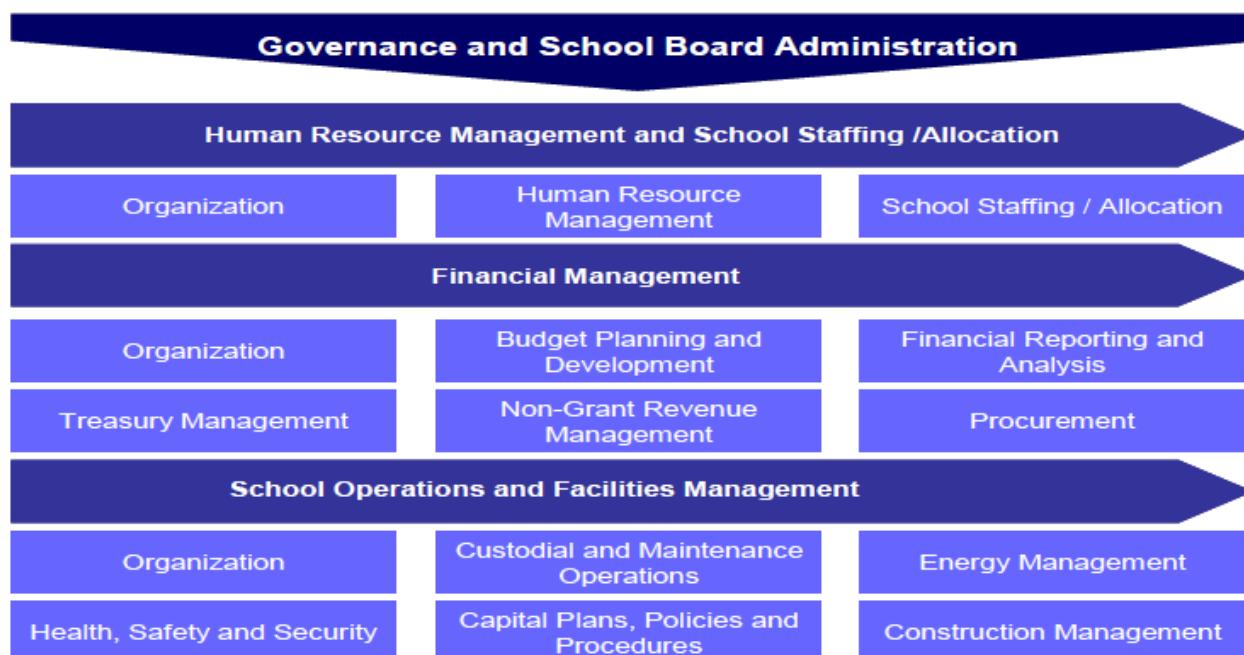 Governance and School Board Administration
Human Resource Management and School Staffing /Allocation
Organization
Human Resource
Management
School Staffing / Allocation
Financial Management
Organization
Budget Planning and
Development
Financial Reporting and
Analysis
Treasury Management
Non-Grant Revenue
Management
Procurement
School Operations and Facilities Management
Organization
Custodial and Maintenance
Operations
Energy Management
Health, Safety and Security
Capital Plans, Policies and
Procedures
Construction Management